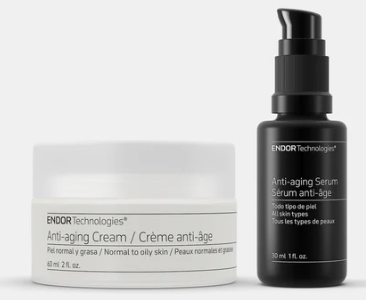 ENDORTechnologies®
Anti-aging Cream / Crème anti-âge
Piel normal y grasa / Normal to oily skin / Peaux normales et grasses
60 ml. 2 fl. oz.
ENDORTechnologies®
Anti-aging Serum
Sérum anti-âge
Todo tipo de piel
All skin types
Tous les types de peaux
30 ml 1 fl. oz.